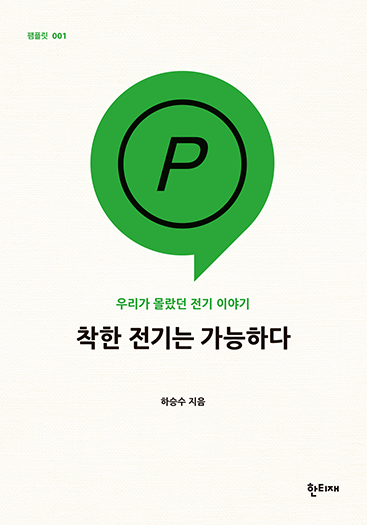 팸플릿 001
P
우리가 몰랐던 전기 이야기
착한 전기는 가능하다
하승수 지음
한티재